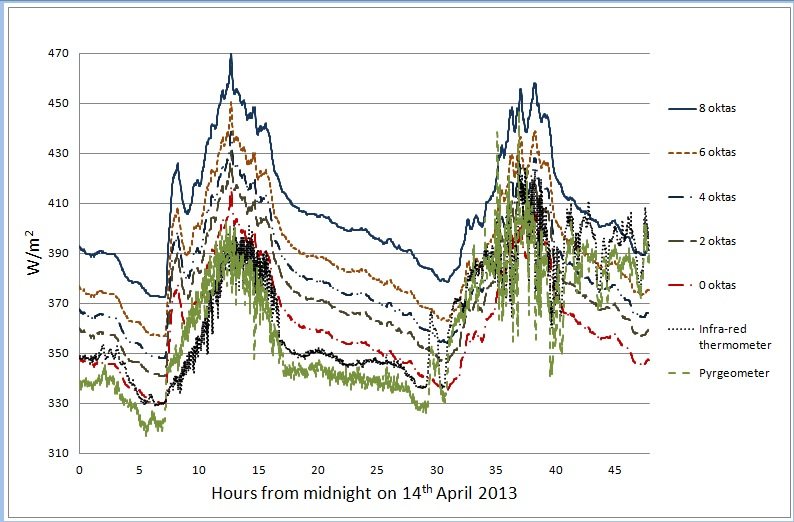 470
450
430
410
390
370
350
330
310
W/m²
0 5 10 15 20 25 30 35 40 45
Hours from midnight on 14th April 2013
8 oktas
6 oktas
4 oktas
2 oktas
0 oktas
Infra-red
thermometer
Pyrgeometer